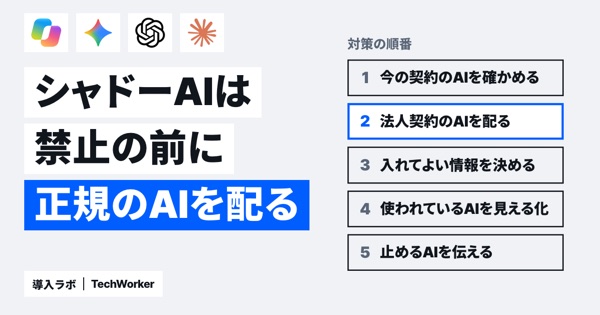 シャドーAIは
禁止の前に
正規のAIを配る
導入ラボ | TechWorker
対策の順番
1 今の契約のAIを確かめる
2 法人契約のAIを配る
3 入れてよい情報を決める
4 使われているAIを見える化
5 止めるAIを伝える